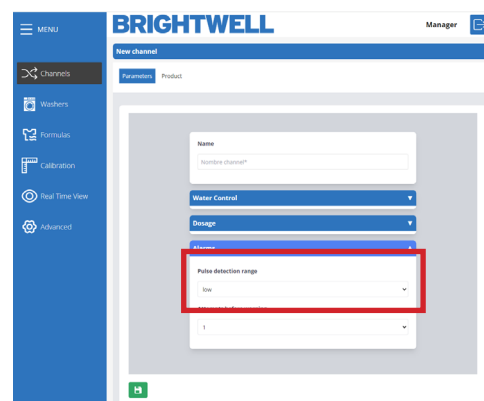 MENU
BRIGHTWELL
Manager
New channel
Channels
Parameters Product
Washers
Formulas
Name
Nombre channel*
Calibration
Real Time View
Water Control
Advanced
Dosage
Alarms
Pulse detection range
low
1